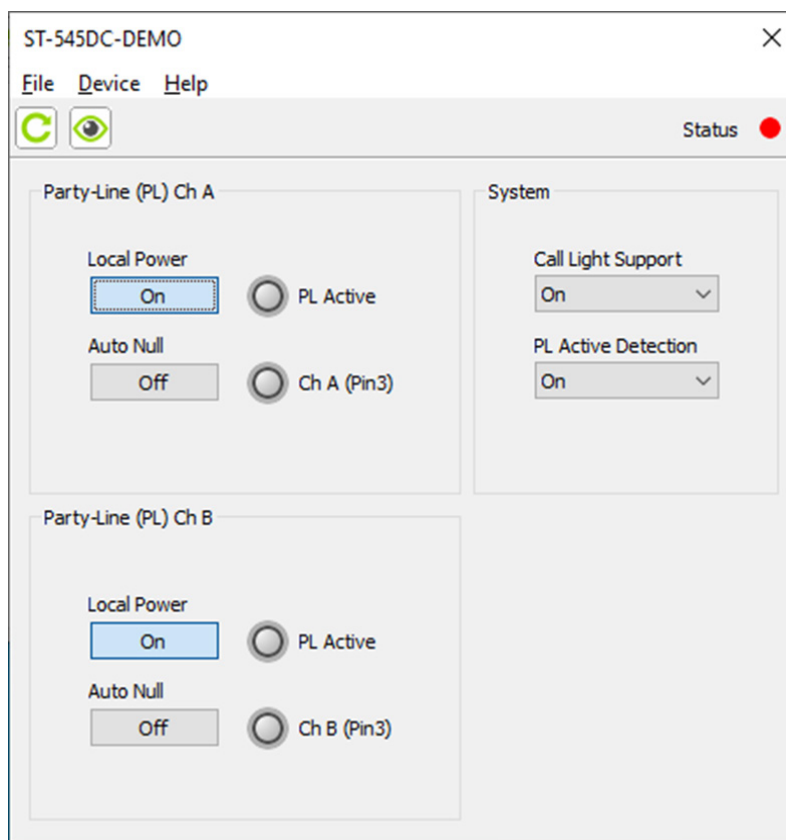 ST-545DC-DEMO
File Device Help
Status
Party-Line (PL) Ch A
Local Power
On
PL Active
Auto Null
Off
Ch A (Pin3)
System
Call Light Support
On
PL Active Detection
On
Party-Line (PL) Ch B
Local Power
On
PL Active
Auto Null
Off
Ch B (Pin3)